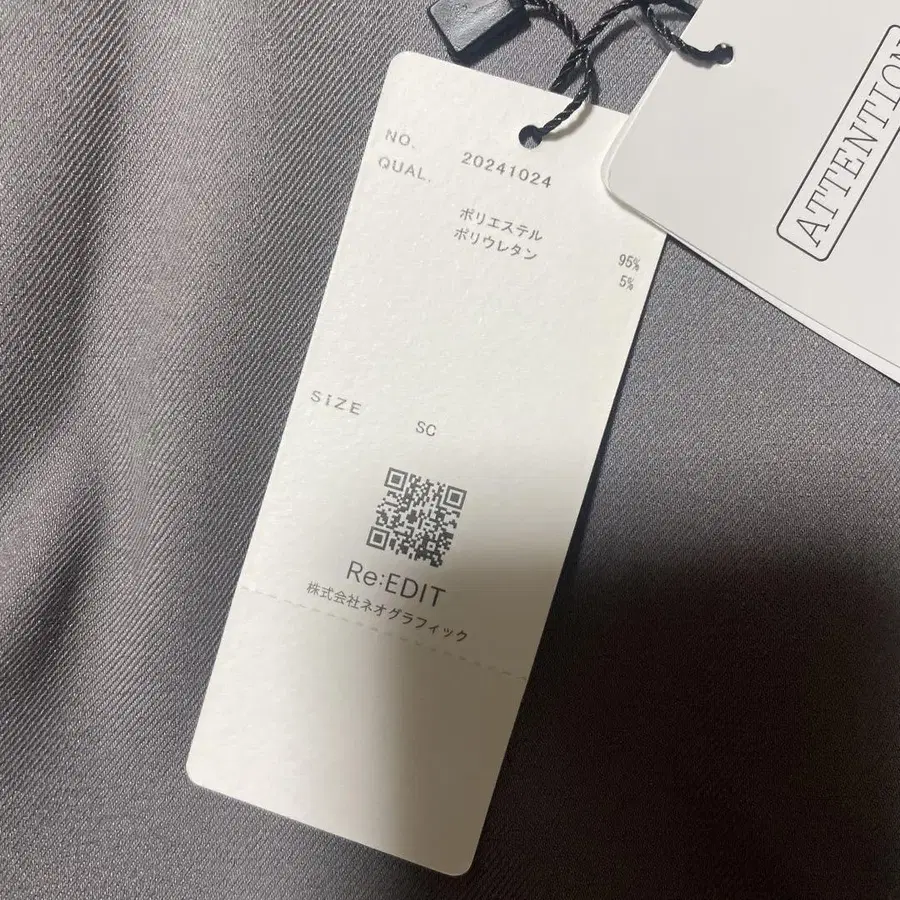 NO. 20241024
QUAL.
ポリエステル 95%
ポリウレタン 5%
SIZE SC
Re:EDIT
株式会社ネオグラフィック
ATTENTION